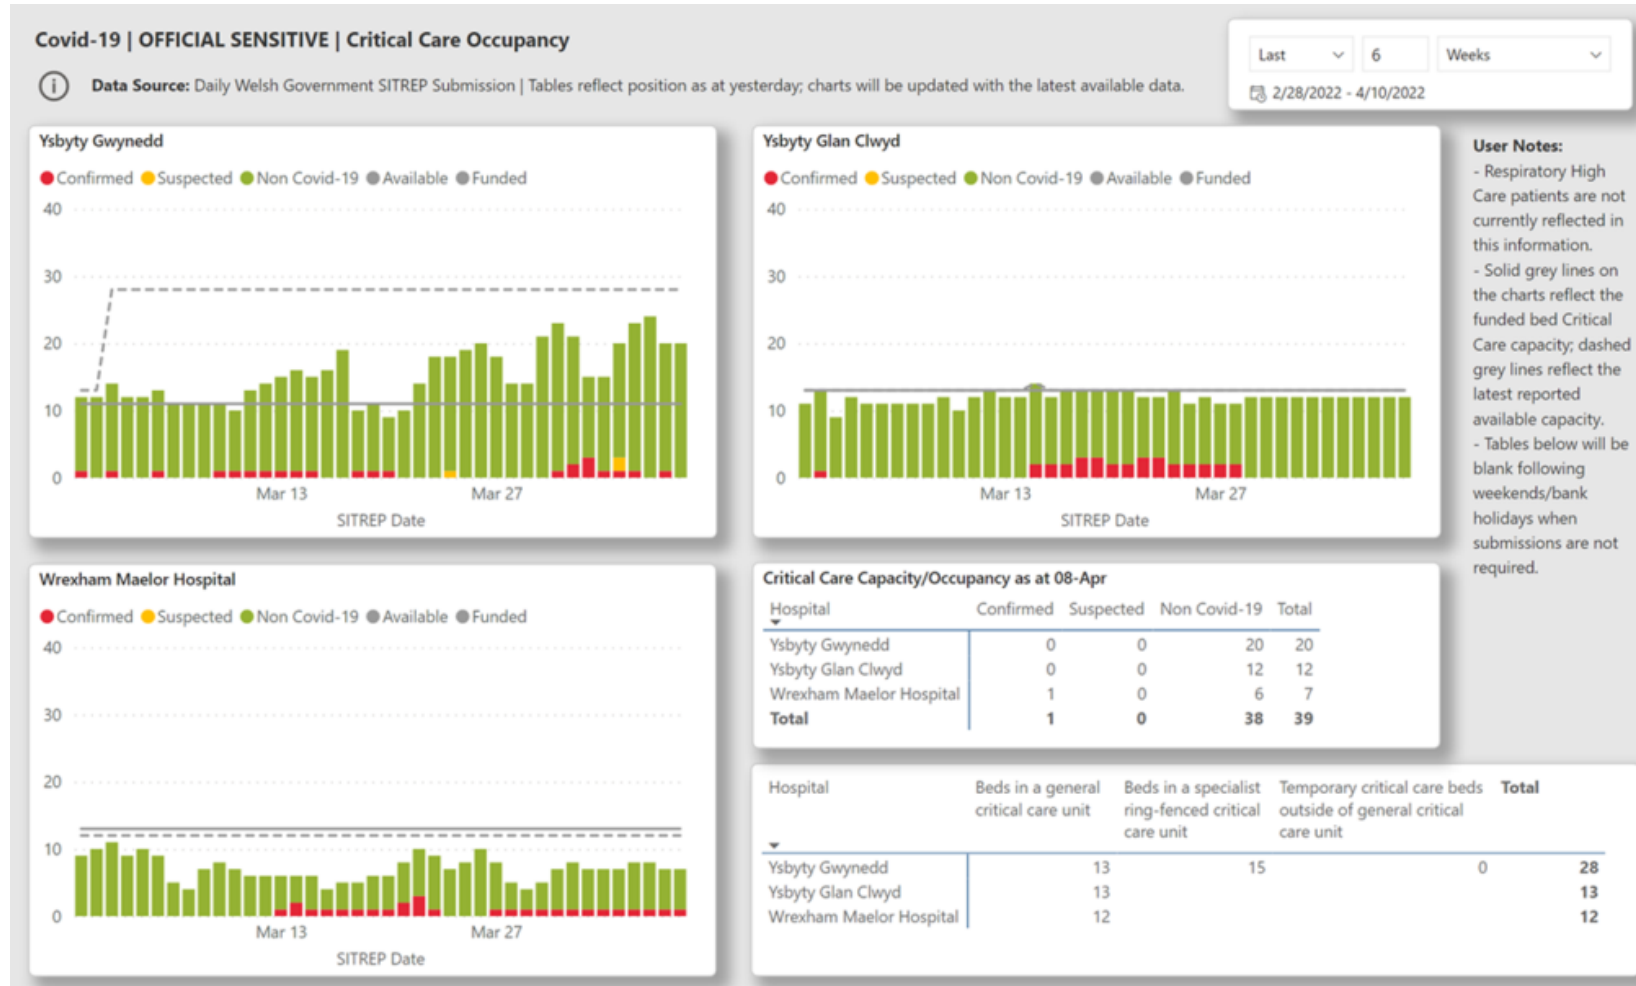 Covid-19 | OFFICIAL SENSITIVE | Critical Care Occupancy
Data Source: Daily Welsh Government SITREP Submission | Tables reflect position as at yesterday; charts will be updated with the latest available data.
Last
6
Weeks
2/28/2022 - 4/10/2022
Ysbyty Gwynedd
Confirmed Suspected Non Covid-19 Available Funded
40
30
20
10
0
Mar 13 Mar 27
SITREP Date
Ysbyty Glan Clwyd
Confirmed Suspected Non Covid-19 Available Funded
40
30
20
10
0
Mar 13 Mar 27
SITREP Date
User Notes:
- Respiratory High
Care patients are not
currently reflected in
this information.
- Solid grey lines on
the charts reflect the
funded bed Critical
Care capacity; dashed
grey lines reflect the
latest reported
available capacity.
- Tables below will be
blank following
weekends/bank
holidays when
submissions are not
required.
Wrexham Maelor Hospital
Confirmed Suspected Non Covid-19 Available Funded
40
30
20
10
0
Mar 13 Mar 27
SITREP Date
Critical Care Capacity/Occupancy as at 08-Apr
Hospital Confirmed Suspected Non Covid-19 Total
Ysbyty Gwynedd 0 0 20 20
Ysbyty Glan Clwyd 0 0 12 12
Wrexham Maelor Hospital 1 0 6 7
Total 1 0 38 39
Hospital Beds in a general Beds in a specialist Temporary critical care beds Total
critical care unit ring-fenced critical outside of general critical
care unit care unit
Ysbyty Gwynedd 13 15 0 28
Ysbyty Glan Clwyd 13 13
Wrexham Maelor Hospital 12 12